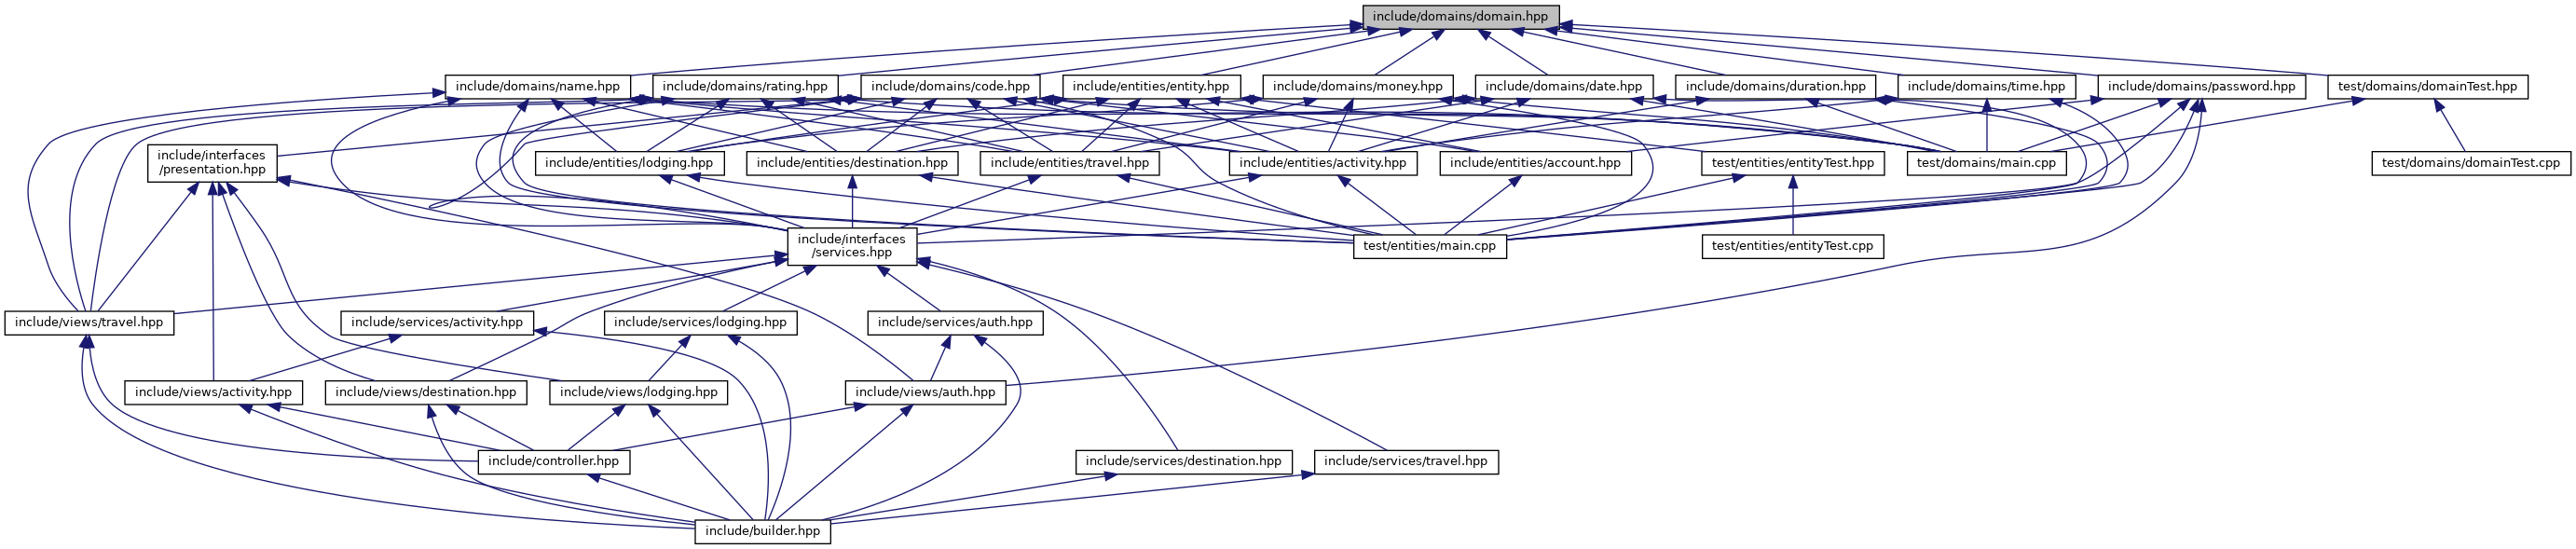 include/domains/domain.hpp
include/domains/name.hpp
include/domains/rating.hpp
include/domains/code.hpp
include/entities/entity.hpp
include/domains/money.hpp
include/domains/date.hpp
include/domains/duration.hpp
include/domains/time.hpp
include/domains/password.hpp
test/domains/domainTest.hpp
include/interfaces
/presentation.hpp
include/entities/lodging.hpp
include/entities/destination.hpp
include/entities/travel.hpp
include/entities/activity.hpp
include/entities/account.hpp
test/entities/entityTest.hpp
test/domains/main.cpp
test/domains/domainTest.cpp
include/interfaces
/services.hpp
test/entities/main.cpp
test/entities/entityTest.cpp
include/views/travel.hpp
include/services/activity.hpp
include/services/lodging.hpp
include/services/auth.hpp
include/views/activity.hpp
include/views/destination.hpp
include/views/lodging.hpp
include/views/auth.hpp
include/controller.hpp
include/services/destination.hpp
include/services/travel.hpp
include/builder.hpp